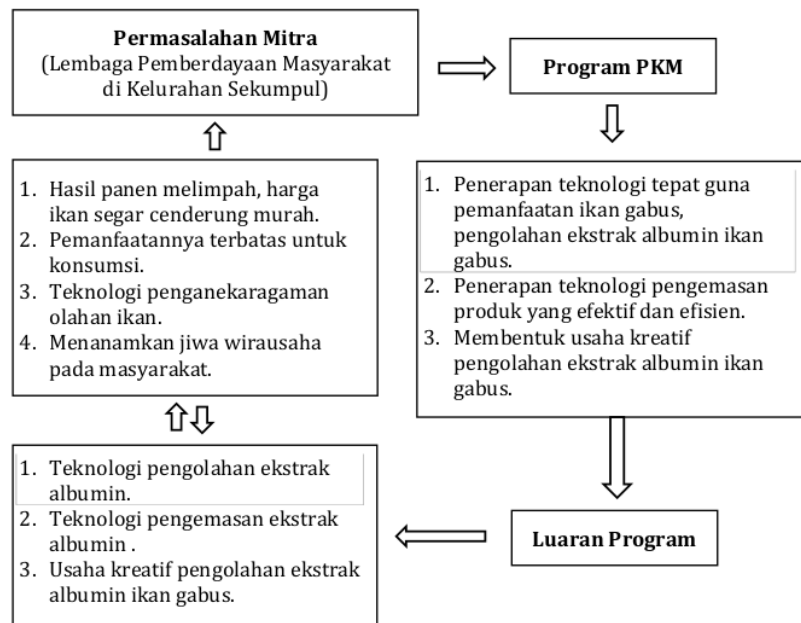 Permasalahan Mitra
(Lembaga Pemberdayaan Masyarakat
di Kelurahan Sekumpul)
Program PKM
1. Hasil panen melimpah, harga
ikan segar cenderung murah.
2. Pemanfaatannya terbatas untuk
konsumsi.
3. Teknologi penganekaragaman
olahan ikan.
4. Menanamkan jiwa wirausaha
pada masyarakat.
1. Penerapan teknologi tepat guna
pemanfaatan ikan gabus,
pengolahan ekstrak albumin ikan
gabus.
2. Penerapan teknologi pengemasan
produk yang efektif dan efisien.
3. Membentuk usaha kreatif
pengolahan ekstrak albumin ikan
gabus.
1. Teknologi pengolahan ekstrak
albumin.
2. Teknologi pengemasan ekstrak
albumin .
3. Usaha kreatif pengolahan ekstrak
albumin ikan gabus.
Luaran Program